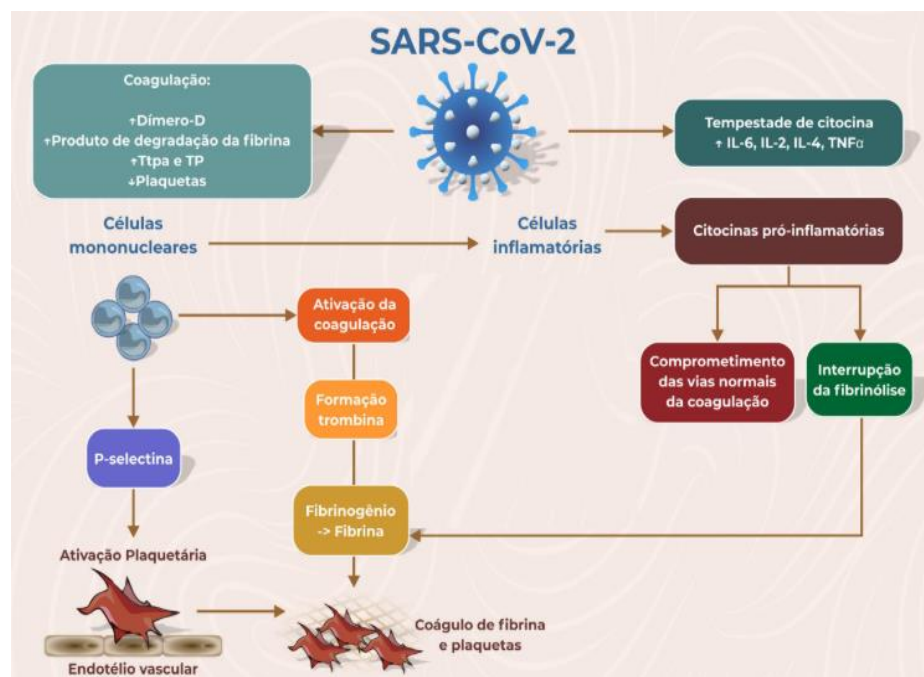 SARS-CoV-2
Coagulação:
↑Dímero-D
↑Produto de degradação da fibrina
↑Ttpa e TP
↓Plaquetas
Tempestade de citocina
↑ IL-6, IL-2, IL-4, TNFα
Células
mononucleares
Células
inflamatórias
Citocinas pró-inflamatórias
Ativação da
coagulação
Comprometimento
das vias normais
da coagulação
Interrupção
da fibrinólise
Formação
trombina
P-selectina
Fibrinogênio
-> Fibrina
Ativação Plaquetária
Coágulo de fibrina
e plaquetas
Endotélio vascular